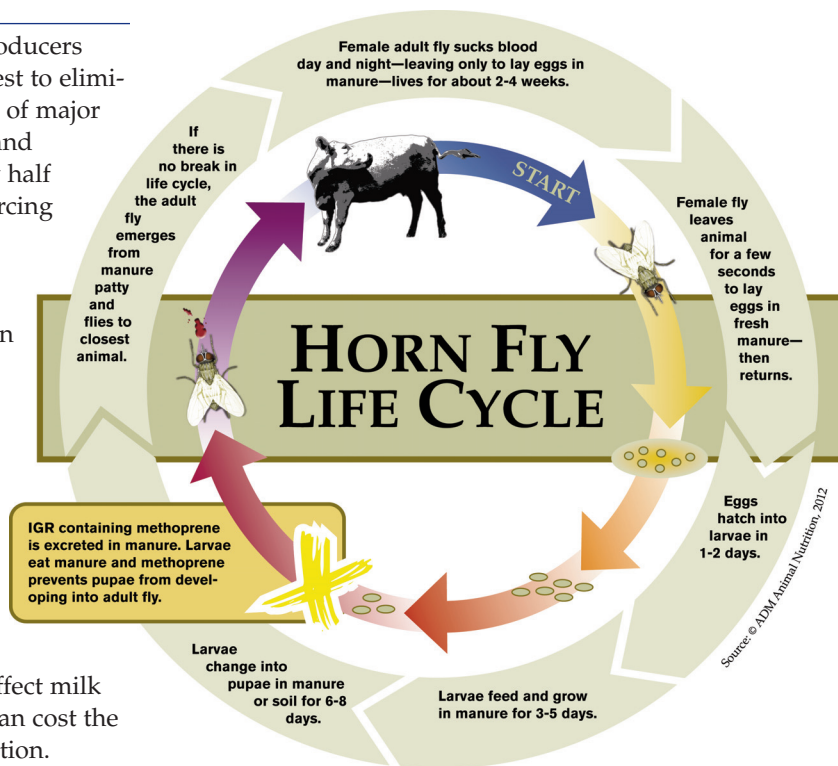 oducers
est to elimi-
of major
nd
half
rcing
n
ffect milk
an cost the
tion.
Female adult fly sucks blood
day and night—leaving only to lay eggs in
manure—lives for about 2-4 weeks.
START
Female fly
leaves
animal
for a few
seconds
to lay
eggs in
fresh
manure—
then
returns.
Eggs
hatch into
larvae in
1-2 days.
Larvae feed and grow
in manure for 3-5 days.
Larvae
change into
pupae in manure
or soil for 6-8
days.
IGR containing methoprene
is excreted in manure. Larvae
eat manure and methoprene
prevents pupae from devel-
oping into adult fly.
If
there is
no break in
life cycle,
the adult
fly
emerges
from
manure
patty
and
flies to
closest
animal.
HORN FLY
LIFE CYCLE
Source: © ADM Animal Nutrition, 2012